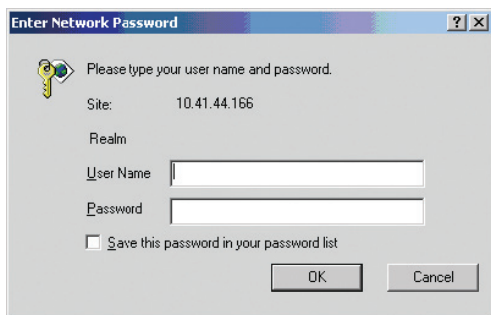 Enter Network Password
? ×
Please type your user name and password.
Site: 10.41.44.166
Realm
User Name
Password
Save this password in your password list
OK Cancel